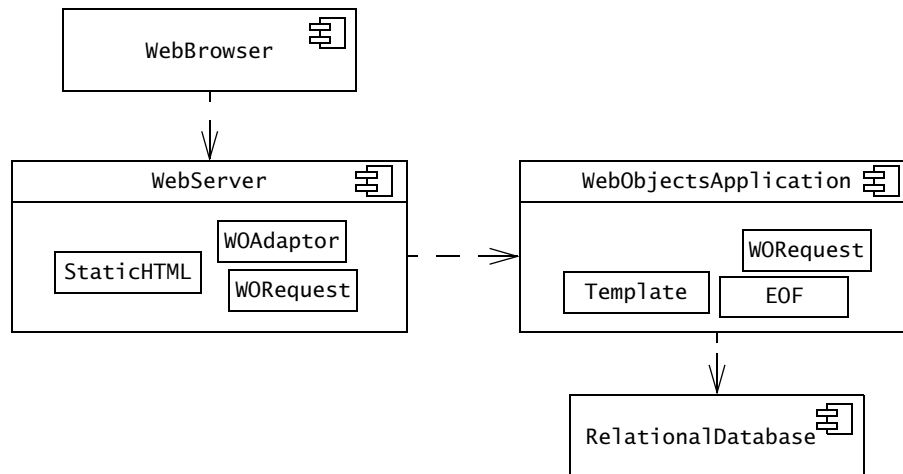 WebBrowser
WebServer
WOAdaptor
StaticHTML
WORequest
WebObjectsApplication
WORequest
Template
EOF
RelationalDatabase